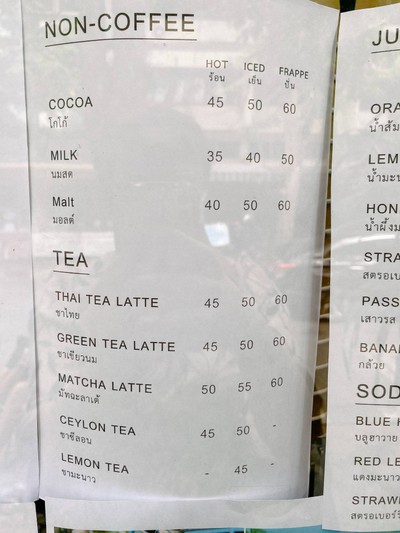 NON-COFFEE
HOT ICED FRAPPE
ร้อน เย็น ปั่น
COCOA 45 50 60
โกโก้
MILK 35 40 50
นมสด
Malt 40 50 60
มอลต์
TEA
THAI TEA LATTE 45 50 60
ชาไทย
GREEN TEA LATTE 45 50 60
ชาเขียวนม
MATCHA LATTE 50 55 60
มัทฉะลาเต้
CEYLON TEA 45 50 -
ชาซีลอน
LEMON TEA - 45 -
ชามะนาว
JU
ORA
น้ำส้ม
LEM
น้ำมะน
HON
น้ำผึ้งม
STRA
สตรอเบ
PASS
เสาวรส
BANA
กล้วย
SOD
BLUE H
บลูฮาวาย
RED LE
แดงมะนาว
STRAW
สตรอเบอร์